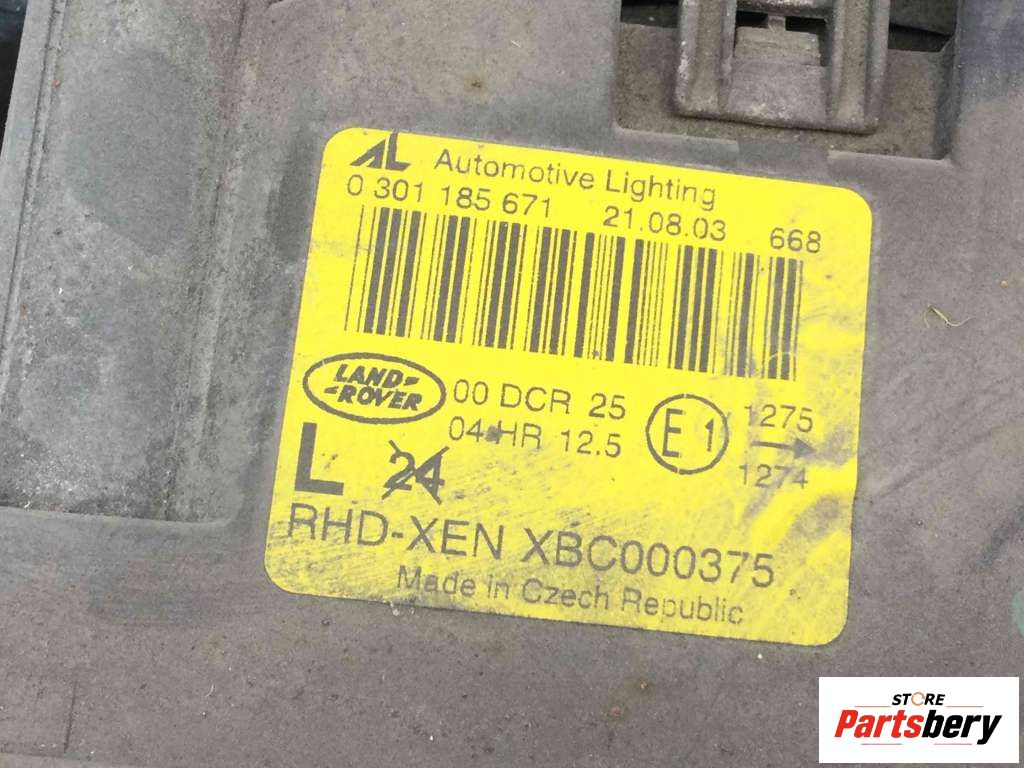 AL Automotive Lighting
0 301 185 671 21.08.03 668
LAND-
-ROVER
00 DCR 25
04 HR 12.5
E1
1275
1274
L 24
RHD-XEN XBC000375
Made in Czech Republic
STORE
Partsbery